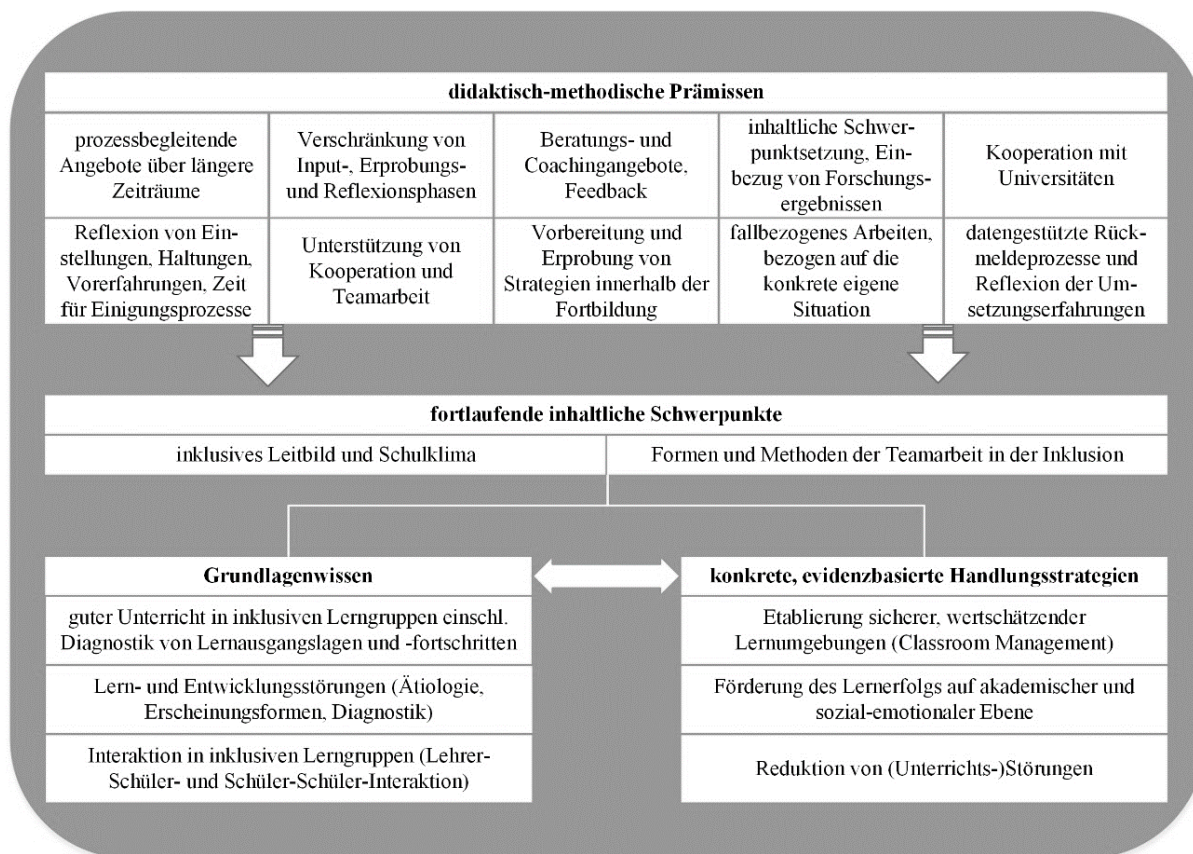 didaktisch-methodische Prämissen
prozessbegleitende
Angebote über längere
Zeiträume
Verschränkung von
Input-, Erprobungs-
und Reflexionsphasen
Beratungs- und
Coachingangebote,
Feedback
inhaltliche Schwer-
punktsetzung, Ein-
bezug von Forschungs-
ergebnissen
Kooperation mit
Universitäten
Reflexion von Ein-
stellungen, Haltungen,
Vorerfahrungen, Zeit
für Einigungsprozesse
Unterstützung von
Kooperation und
Teamarbeit
Vorbereitung und
Erprobung von
Strategien innerhalb der
Fortbildung
fallbezogenes Arbeiten,
bezogen auf die
konkrete eigene
Situation
datengestützte Rück-
meldeprozesse und
Reflexion der Um-
setzungserfahrungen
fortlaufende inhaltliche Schwerpunkte
inklusives Leitbild und Schulklima
Formen und Methoden der Teamarbeit in der Inklusion
Grundlagenwissen
guter Unterricht in inklusiven Lerngruppen einschl.
Diagnostik von Lernausgangslagen und -fortschritten
Lern- und Entwicklungsstörungen (Ätiologie,
Erscheinungsformen, Diagnostik)
Interaktion in inklusiven Lerngruppen (Lehrer-
Schüler- und Schüler-Schüler-Interaktion)
konkrete, evidenzbasierte Handlungsstrategien
Etablierung sicherer, wertschätzender
Lernumgebungen (Classroom Management)
Förderung des Lernerfolgs auf akademischer und
sozial-emotionaler Ebene
Reduktion von (Unterrichts-)Störungen